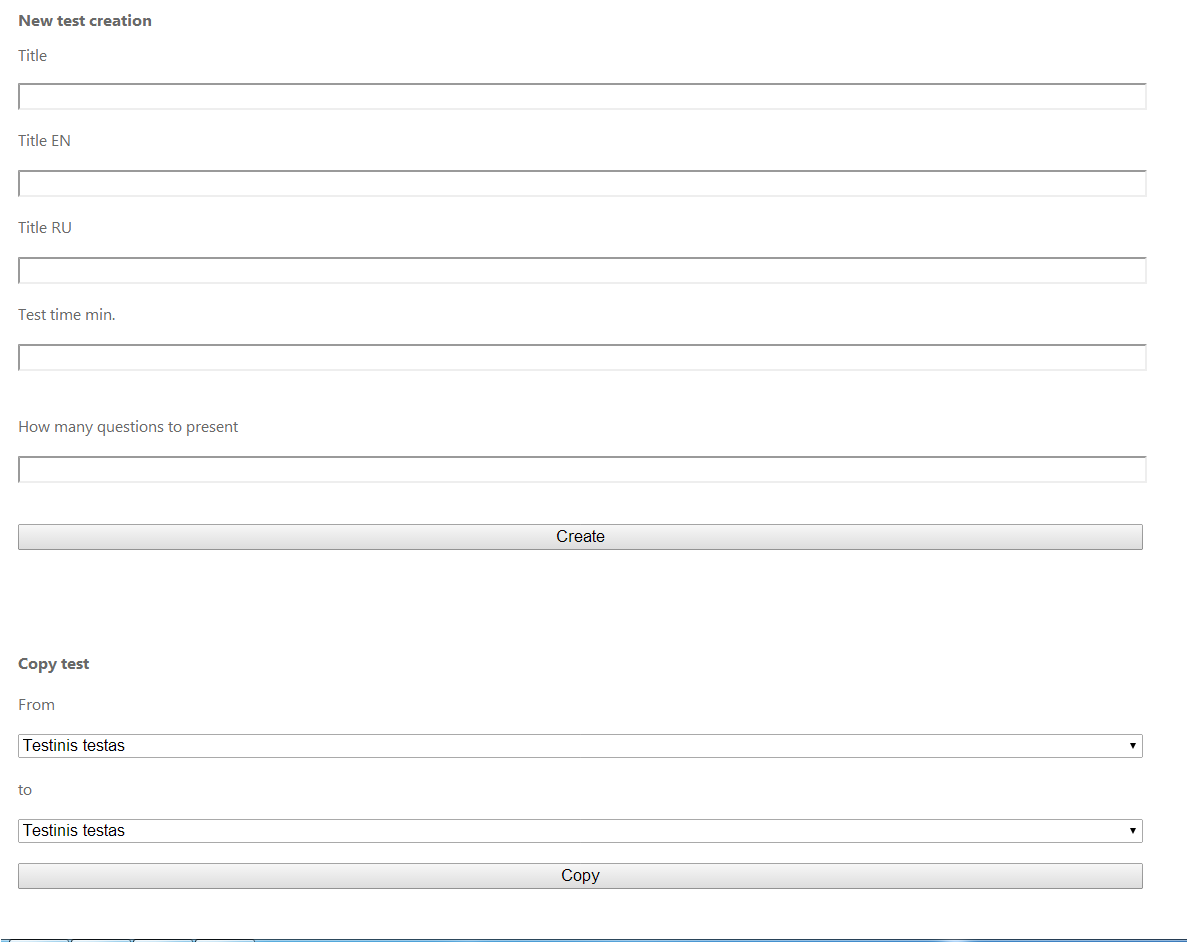 New test creation
Title
Title EN
Title RU
Test time min.
How many questions to present
Create
Copy test
From
Testinis testas
to
Testinis testas
Copy